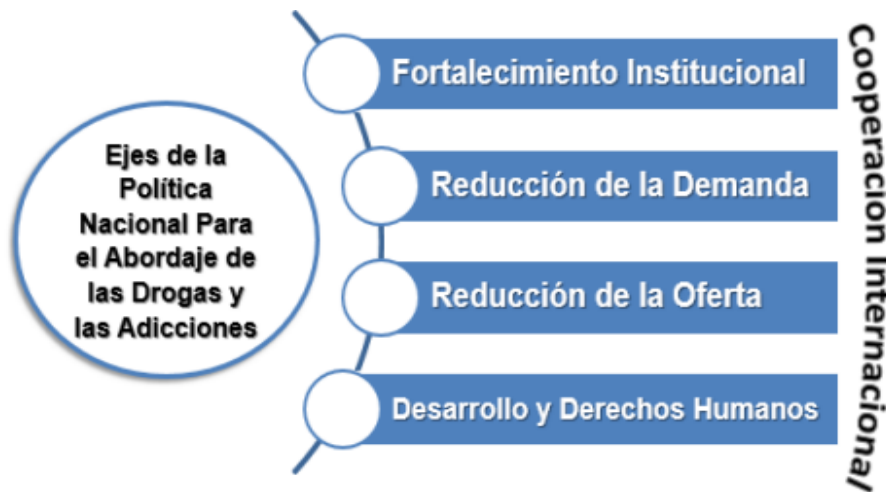 Ejes de la
Política
Nacional Para
el Abordaje de
las Drogas y
las Adicciones
Fortalecimiento Institucional
Reducción de la Demanda
Reducción de la Oferta
Desarrollo y Derechos Humanos
Cooperacion Internacional